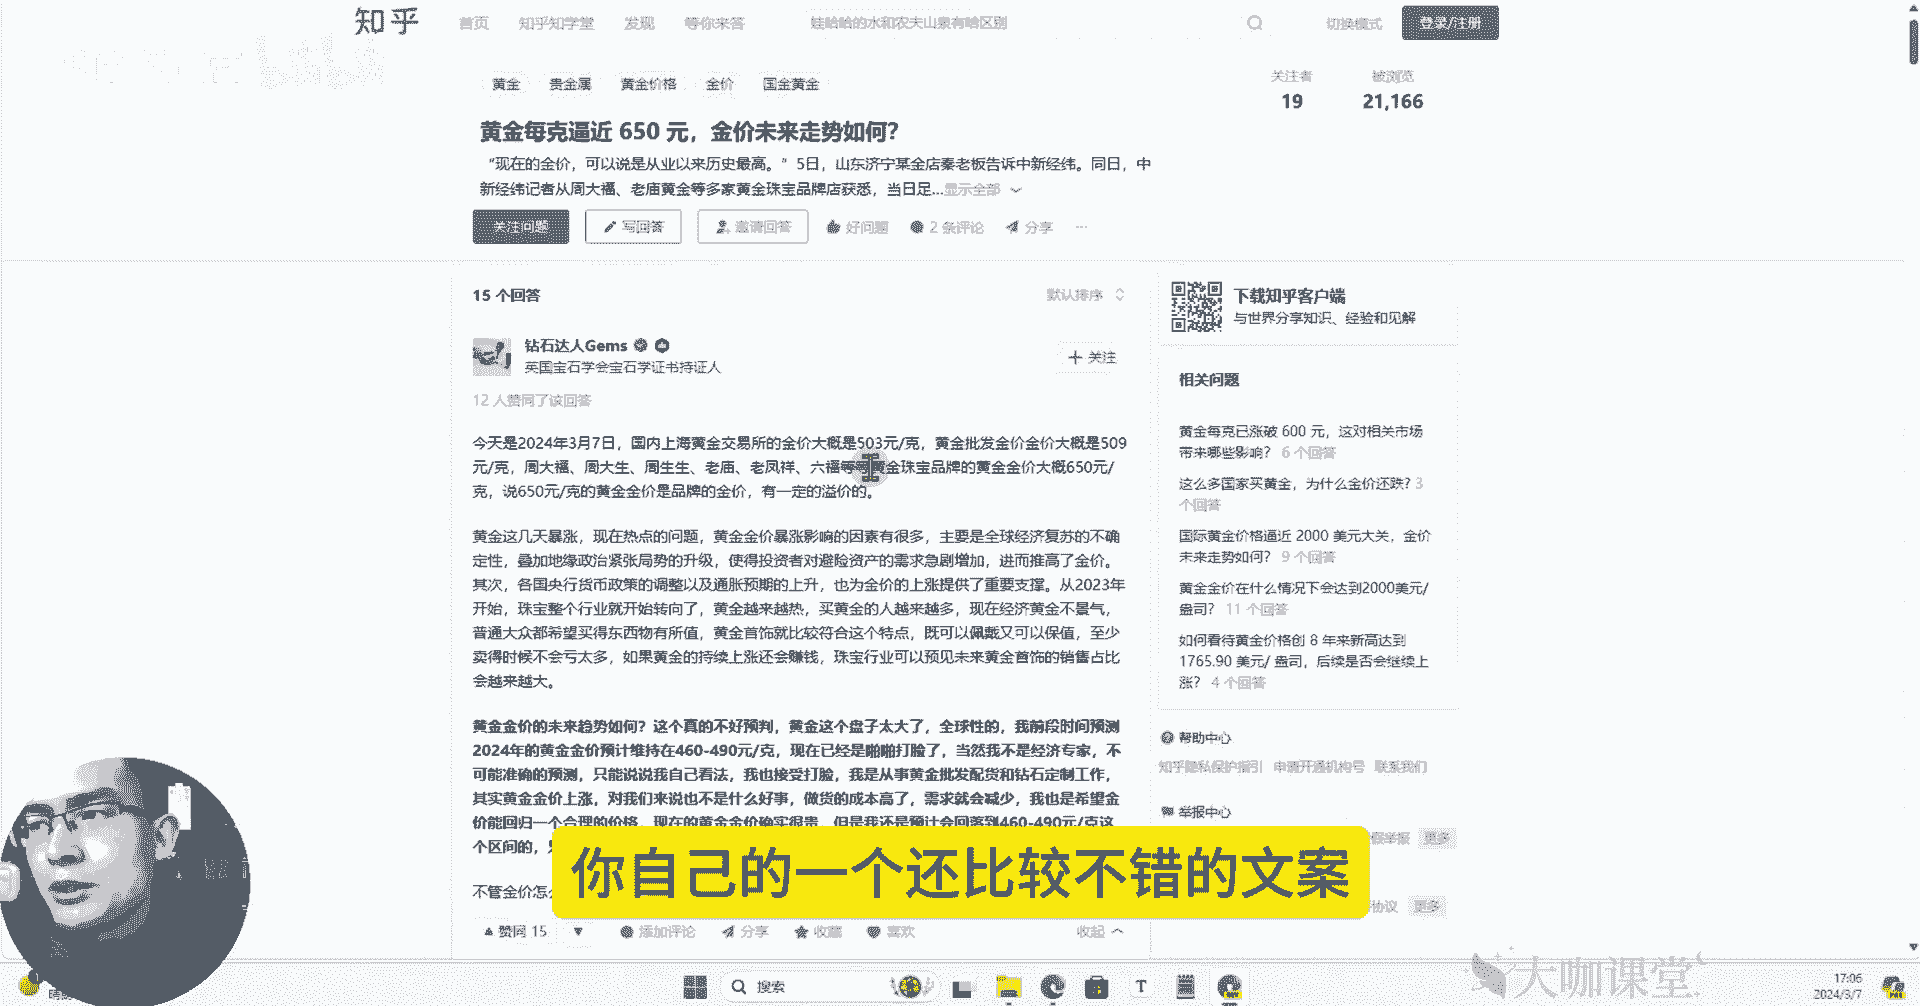 知乎
首页 知乎知学堂 发现 等你来答 娃哈哈的水和农夫山泉有啥区别 切换模式 登录/注册
黄金 贵金属 黄金价格 金价 国金黄金
关注者 被浏览
19 21,166
黄金每克逼近 650 元，金价未来走势如何？
“现在的金价，可以说是从业以来历史最高。”5日，山东济宁某金店秦老板告诉中新经纬。同日，中
新经纬记者从周大福、老庙黄金等多家黄金珠宝品牌店获悉，当日足...显示全部
关注问题 写回答 邀请回答 好问题 2 条评论 分享 ...
15 个回答 默认排序
钻石达人Gems
英国宝石学会宝石学证书持证人
+ 关注
12 人赞同了该回答
今天是2024年3月7日，国内上海黄金交易所的金价大概是503元/克，黄金批发金价金价大概是509
元/克，周大福、周大生、周生生、老庙、老凤祥、六福等等黄金珠宝品牌的黄金金价大概650元/
克，说650元/克的黄金金价是品牌的金价，有一定的溢价的。
黄金这几天暴涨，现在热点的问题，黄金金价暴涨影响的因素有很多，主要是全球经济复苏的不确
定性，叠加地缘政治紧张局势的升级，使得投资者对避险资产的需求急剧增加，进而推高了金价。
其次，各国央行货币政策的调整以及通胀预期的上升，也为金价的上涨提供了重要支撑。从2023年
开始，珠宝整个行业就开始转向了，黄金越来越热，买黄金的人越来越多，现在经济黄金不景气，
普通大众都希望买得东西物有所值，黄金首饰就比较符合这个特点，既可以佩戴又可以保值，至少
卖得时候不会亏太多，如果黄金的持续上涨还会赚钱，珠宝行业可以预见未来黄金首饰的销售占比
会越来越大。
黄金金价的未来趋势如何？这个真的不好预判，黄金这个盘子太大了，全球性的，我前段时间预测
2024年的黄金金价预计维持在460-490元/克，现在已经是啪啪打脸了，当然我不是经济专家，不
可能准确的预测，只能说说我自己看法，我也接受打脸，我是从事黄金批发配货和钻石定制工作，
其实黄金金价上涨，对我们来说也不是什么好事，做货的成本高了，需求就会减少，我也是希望金
价能回归一个合理的价格，现在的黄金金价确实很贵，但是我还是预计会回落到460-490元/克这
个区间的，
不管金价怎
赞同 15 添加评论 分享 收藏 喜欢 收起
下载知乎客户端
与世界分享知识、经验和见解
相关问题
黄金每克已涨破 600 元，这对相关市场
带来哪些影响？ 6 个回答
这么多国家买黄金，为什么金价还跌？ 3
个回答
国际黄金价格逼近 2000 美元大关，金价
未来走势如何？ 9 个回答
黄金金价在什么情况下会达到2000美元/
盎司？ 11 个回答
如何看待黄金价格创 8 年来新高达到
1765.90 美元/ 盎司，后续是否会继续上
涨？ 4 个回答
帮助中心
知乎隐私保护指引 申请开通机构号 联系我们
举报中心
举报 更多
协议 更多
你自己的一个还比较不错的文案
大咖课堂
搜索
17:06
2024/3/7